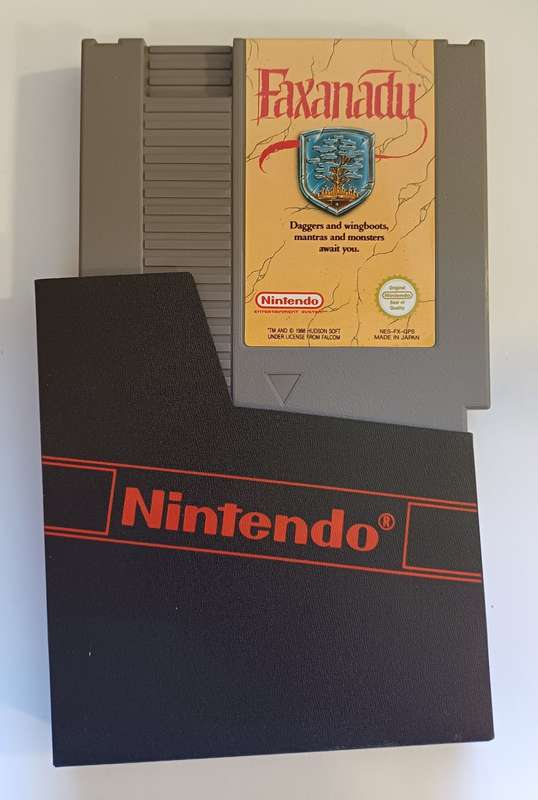 Faxanadu
Daggers and wingboots,
mantras and monsters
await you.
Nintendo
ENTERTAINMENT SYSTEM
Original
Nintendo
Seal of
Quality
™ AND © 1988 HUDSON SOFT
UNDER LICENSE FROM FALCOM
NES-FX-GPS
MADE IN JAPAN
Nintendo®